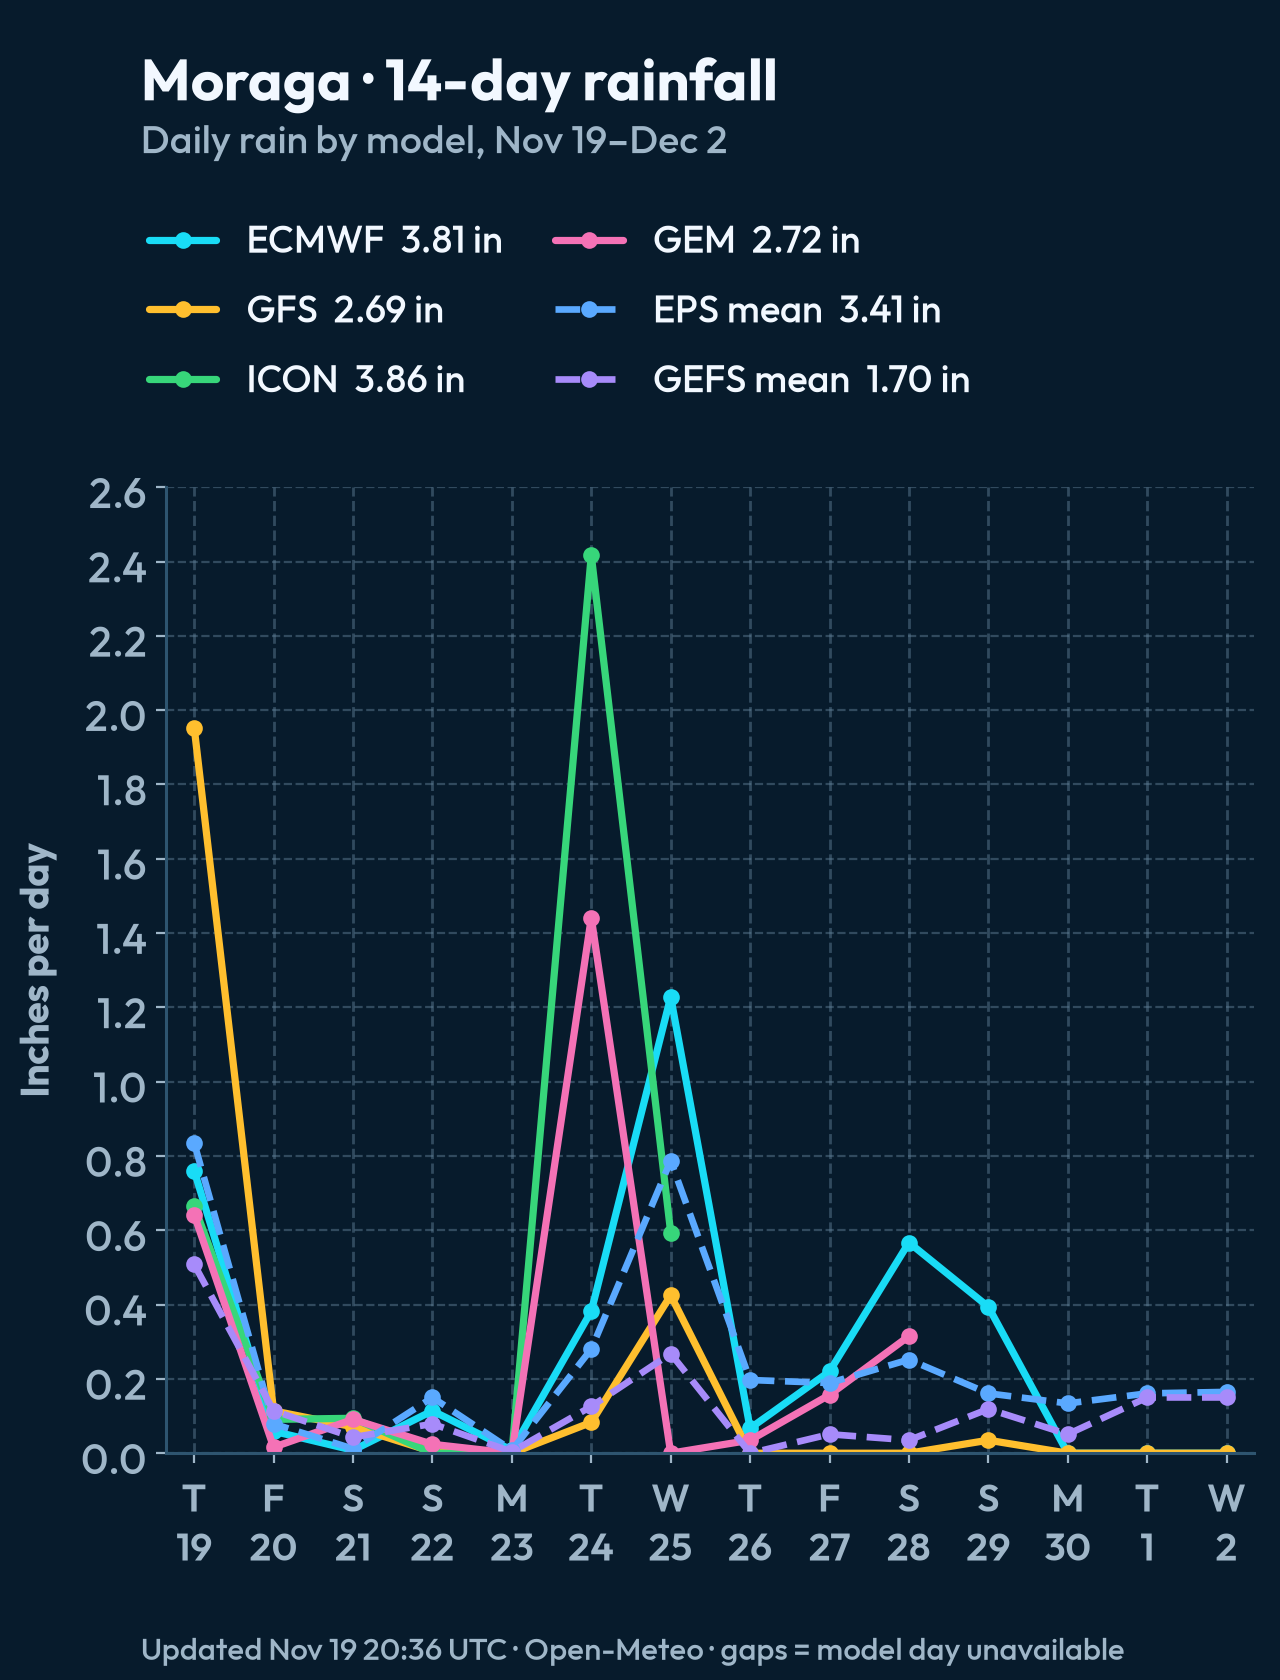 Moraga · 14-day rainfall
Daily rain by model, Nov 19–Dec 2
ECMWF 3.81 in
GEM 2.72 in
GFS 2.69 in
EPS mean 3.41 in
ICON 3.86 in
GEFS mean 1.70 in
Inches per day
2.6
2.4
2.2
2.0
1.8
1.6
1.4
1.2
1.0
0.8
0.6
0.4
0.2
0.0
T F S S M T W T F S S M T W
19 20 21 22 23 24 25 26 27 28 29 30 1 2
Updated Nov 19 20:36 UTC · Open-Meteo · gaps = model day unavailable